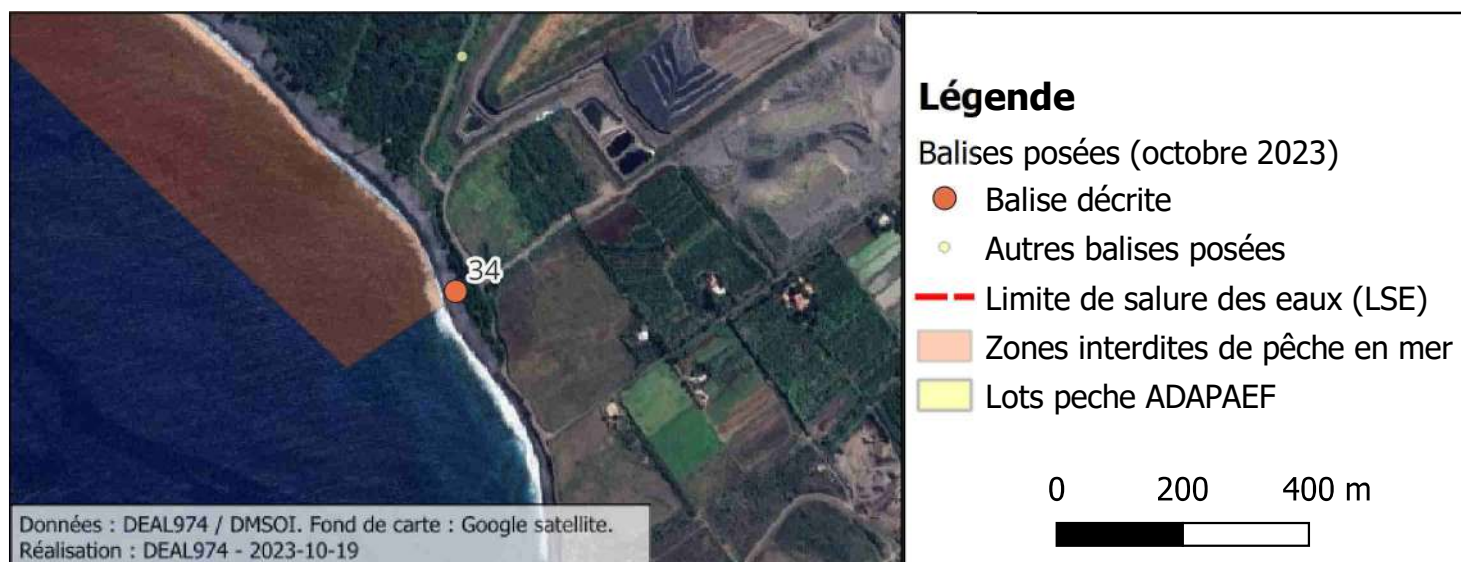 34
Données : DEAL974 / DMSOI. Fond de carte : Google satellite.
Réalisation : DEAL974 - 2023-10-19
Légende
Balises posées (octobre 2023)
Balise décrite
Autres balises posées
Limite de salure des eaux (LSE)
Zones interdites de pêche en mer
Lots peche ADAPAEF
0 200 400 m